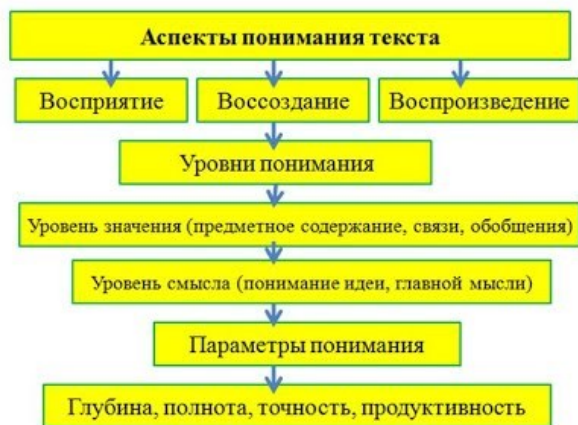 Аспекты понимания текста
Восприятие
Воссоздание
Воспроизведение
Уровни понимания
Уровень значения (предметное содержание, связи, обобщения)
Уровень смысла (понимание идеи, главной мысли)
Параметры понимания
Глубина, полнота, точность, продуктивность